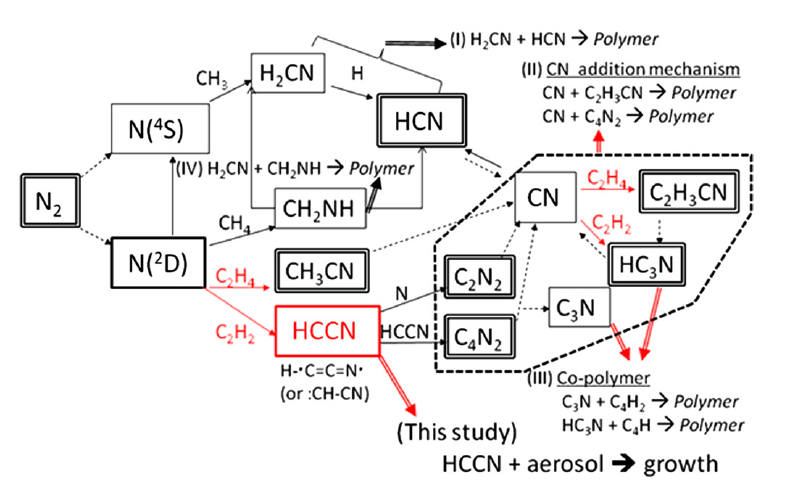 (I) H₂CN + HCN → Polymer
(II) CN addition mechanism
CN + C₂H₃CN → Polymer
CN + C₄N₂ → Polymer
CH₃
H₂CN
H
N(⁴S)
HCN
(IV) H₂CN + CH₂NH → Polymer
N₂
CH₂NH
CN
C₂H₄
C₂H₃CN
CH₄
C₂H₂
N(²D)
C₂H₄
CH₃CN
C₂N₂
HC₃N
N
C₃N
C₂H₂
HCCN
HCCN
C₄N₂
H-·C=C=N·
(or :CH-CN)
(III) Co-polymer
C₃N + C₄H₂ → Polymer
HC₃N + C₄H → Polymer
(This study)
HCCN + aerosol → growth